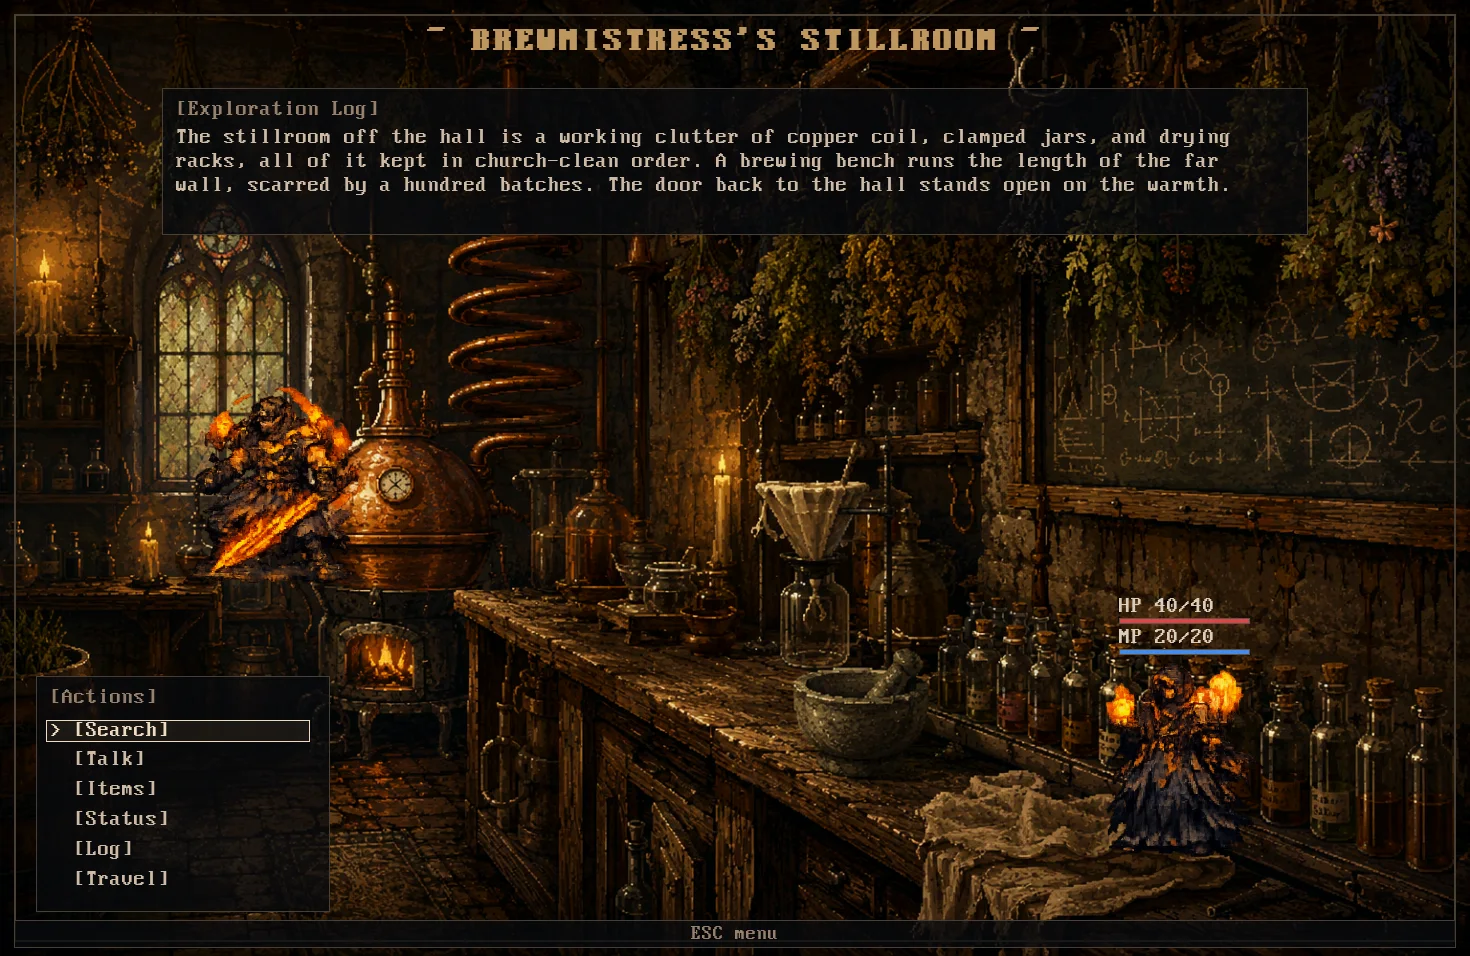 ~ BREWMISTRESS'S STILLROOM ~
[Exploration Log]
The stillroom off the hall is a working clutter of copper coil, clamped jars, and drying
racks, all of it kept in church-clean order. A brewing bench runs the length of the far
wall, scarred by a hundred batches. The door back to the hall stands open on the warmth.
HP 40/40
MP 20/20
[Actions]
> [Search]
[Talk]
[Items]
[Status]
[Log]
[Travel]
ESC menu